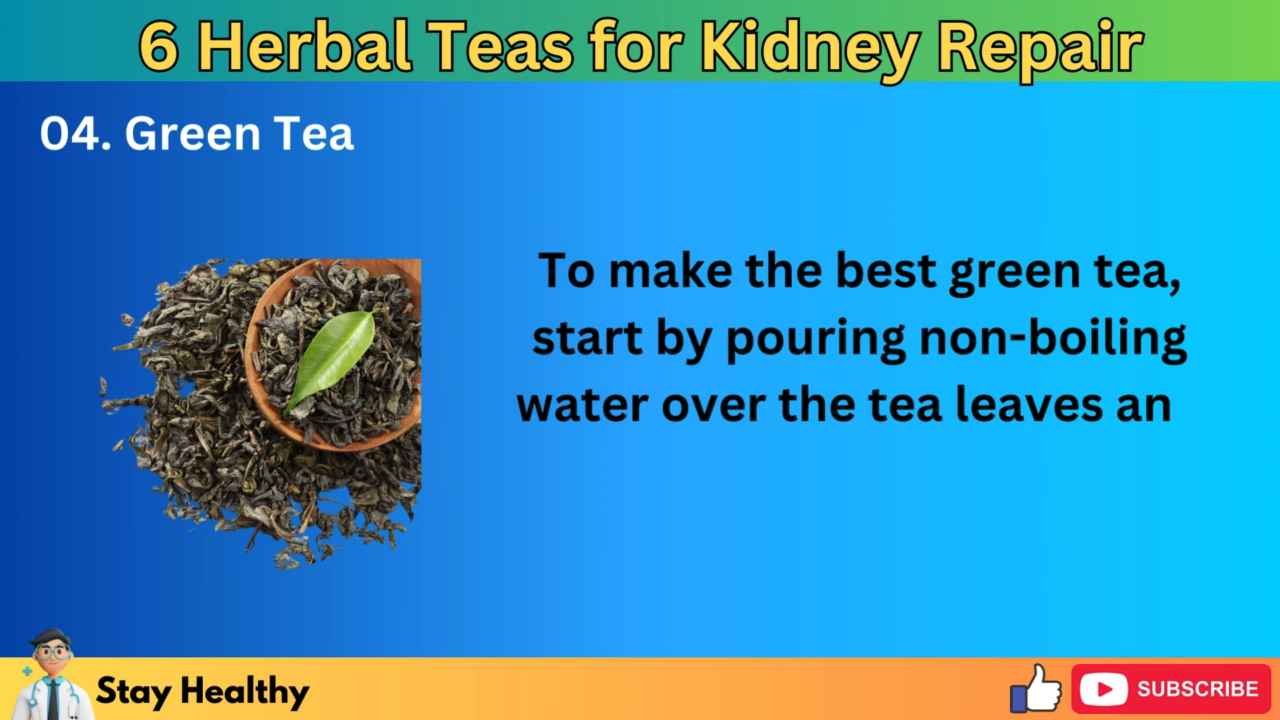 6 Herbal Teas for Kidney Repair
04. Green Tea
To make the best green tea,
start by pouring non-boiling
water over the tea leaves an
Stay Healthy
SUBSCRIBE